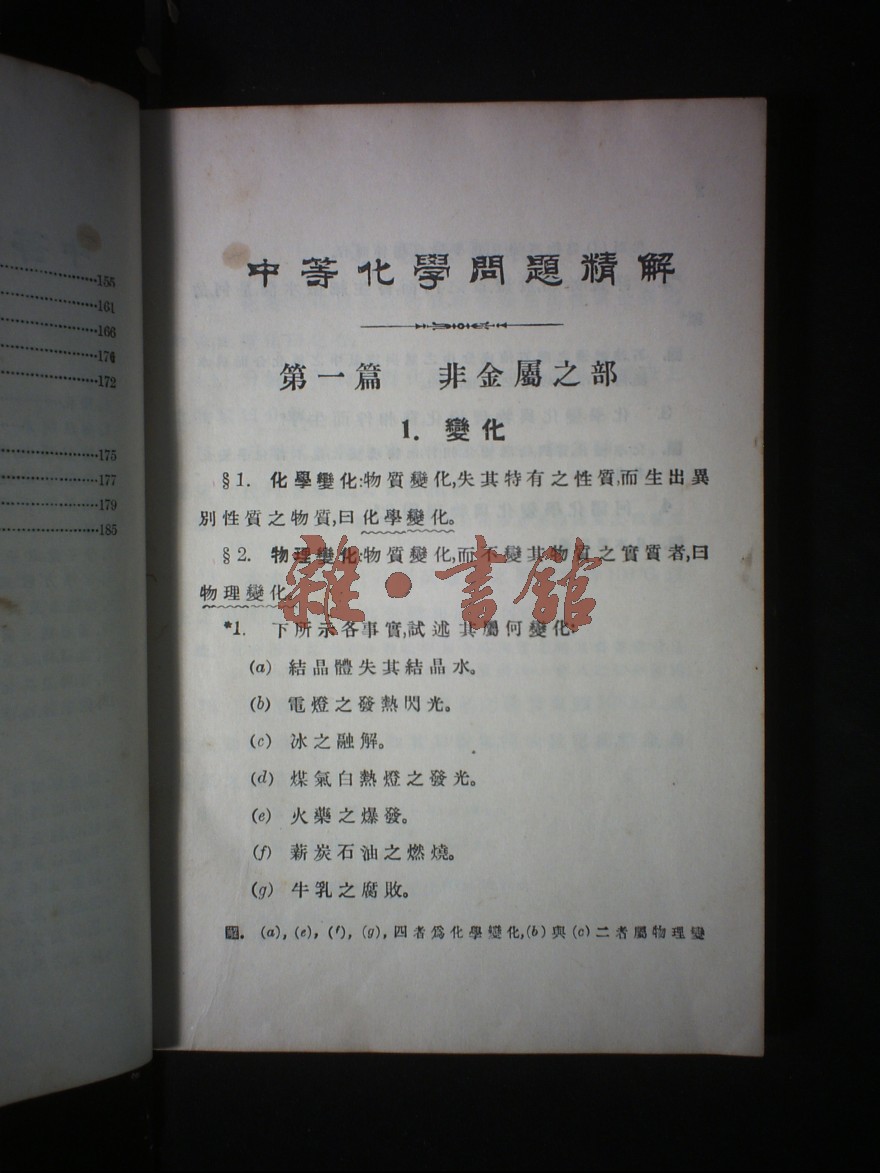 155
161
166
171
172
175
177
179
185
中等化學問題精解
第一篇 非金屬之部
1. 變化
§1. 化學變化:物質變化,失其特有之性質,而生出異
別性質之物質,曰化學變化。
§2. 物理變化:物質變化,而不變其物質之實質者,曰
物理變化。
雜·書館
*1. 下所示各事實,試述其屬何變化:
(a) 結晶體失其結晶水。
(b) 電燈之發熱閃光。
(c) 冰之融解。
(d) 煤氣白熱燈之發光。
(e) 火藥之爆發。
(f) 薪炭石油之燃燒。
(g) 牛乳之腐敗。
(a), (e), (f), (g), 四者爲化學變化,(b)與(c)二者屬物理變